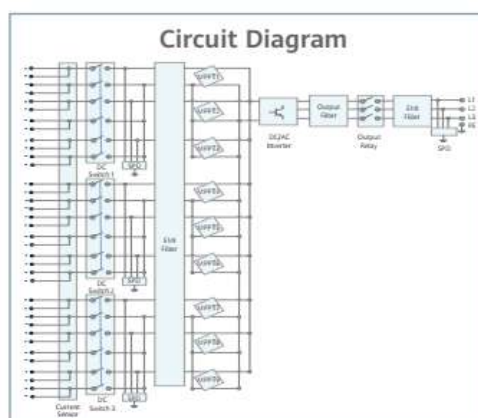 Circuit Diagram
MPPT1
MPPT2
MPPT3
SPD
DC
Switch 1
MPPT4
MPPT5
MPPT6
EMI
Filter
SPD
DC
Switch 2
MPPT7
MPPT8
MPPT9
SPD
Current
Sensor
DC
Switch 3
DC/AC
Inverter
Output
Filter
Output
Relay
EMI
Filter
L1
L2
L3
PE
SPD